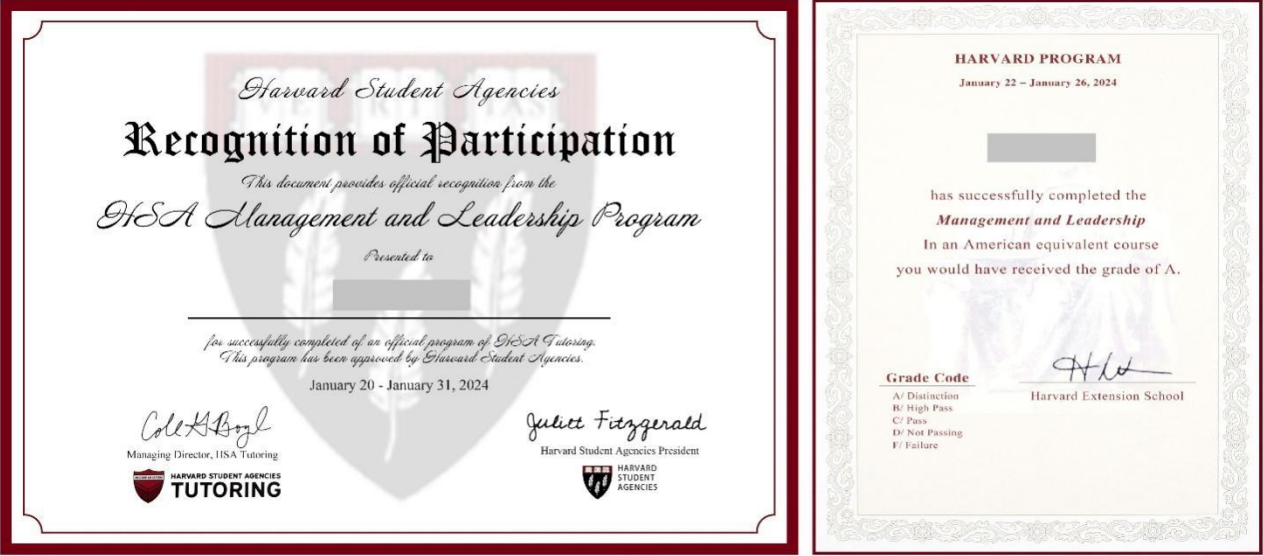 Harvard Student Agencies
Recognition of Participation
This document provides official recognition from the
HSA Management and Leadership Program
Presented to
for successfully completed of an official program of HSA Tutoring.
This program has been approved by Harvard Student Agencies.
January 20 - January 31, 2024
Managing Director, HSA Tutoring
HARVARD STUDENT AGENCIES
TUTORING
Juliet Fitzgerald
Harvard Student Agencies President
HARVARD
STUDENT
AGENCIES
HARVARD PROGRAM
January 22 – January 26, 2024
has successfully completed the
Management and Leadership
In an American equivalent course
you would have received the grade of A.
Grade Code
A/ Distinction
B/ High Pass
C/ Pass
D/ Not Passing
F/ Failure
Harvard Extension School